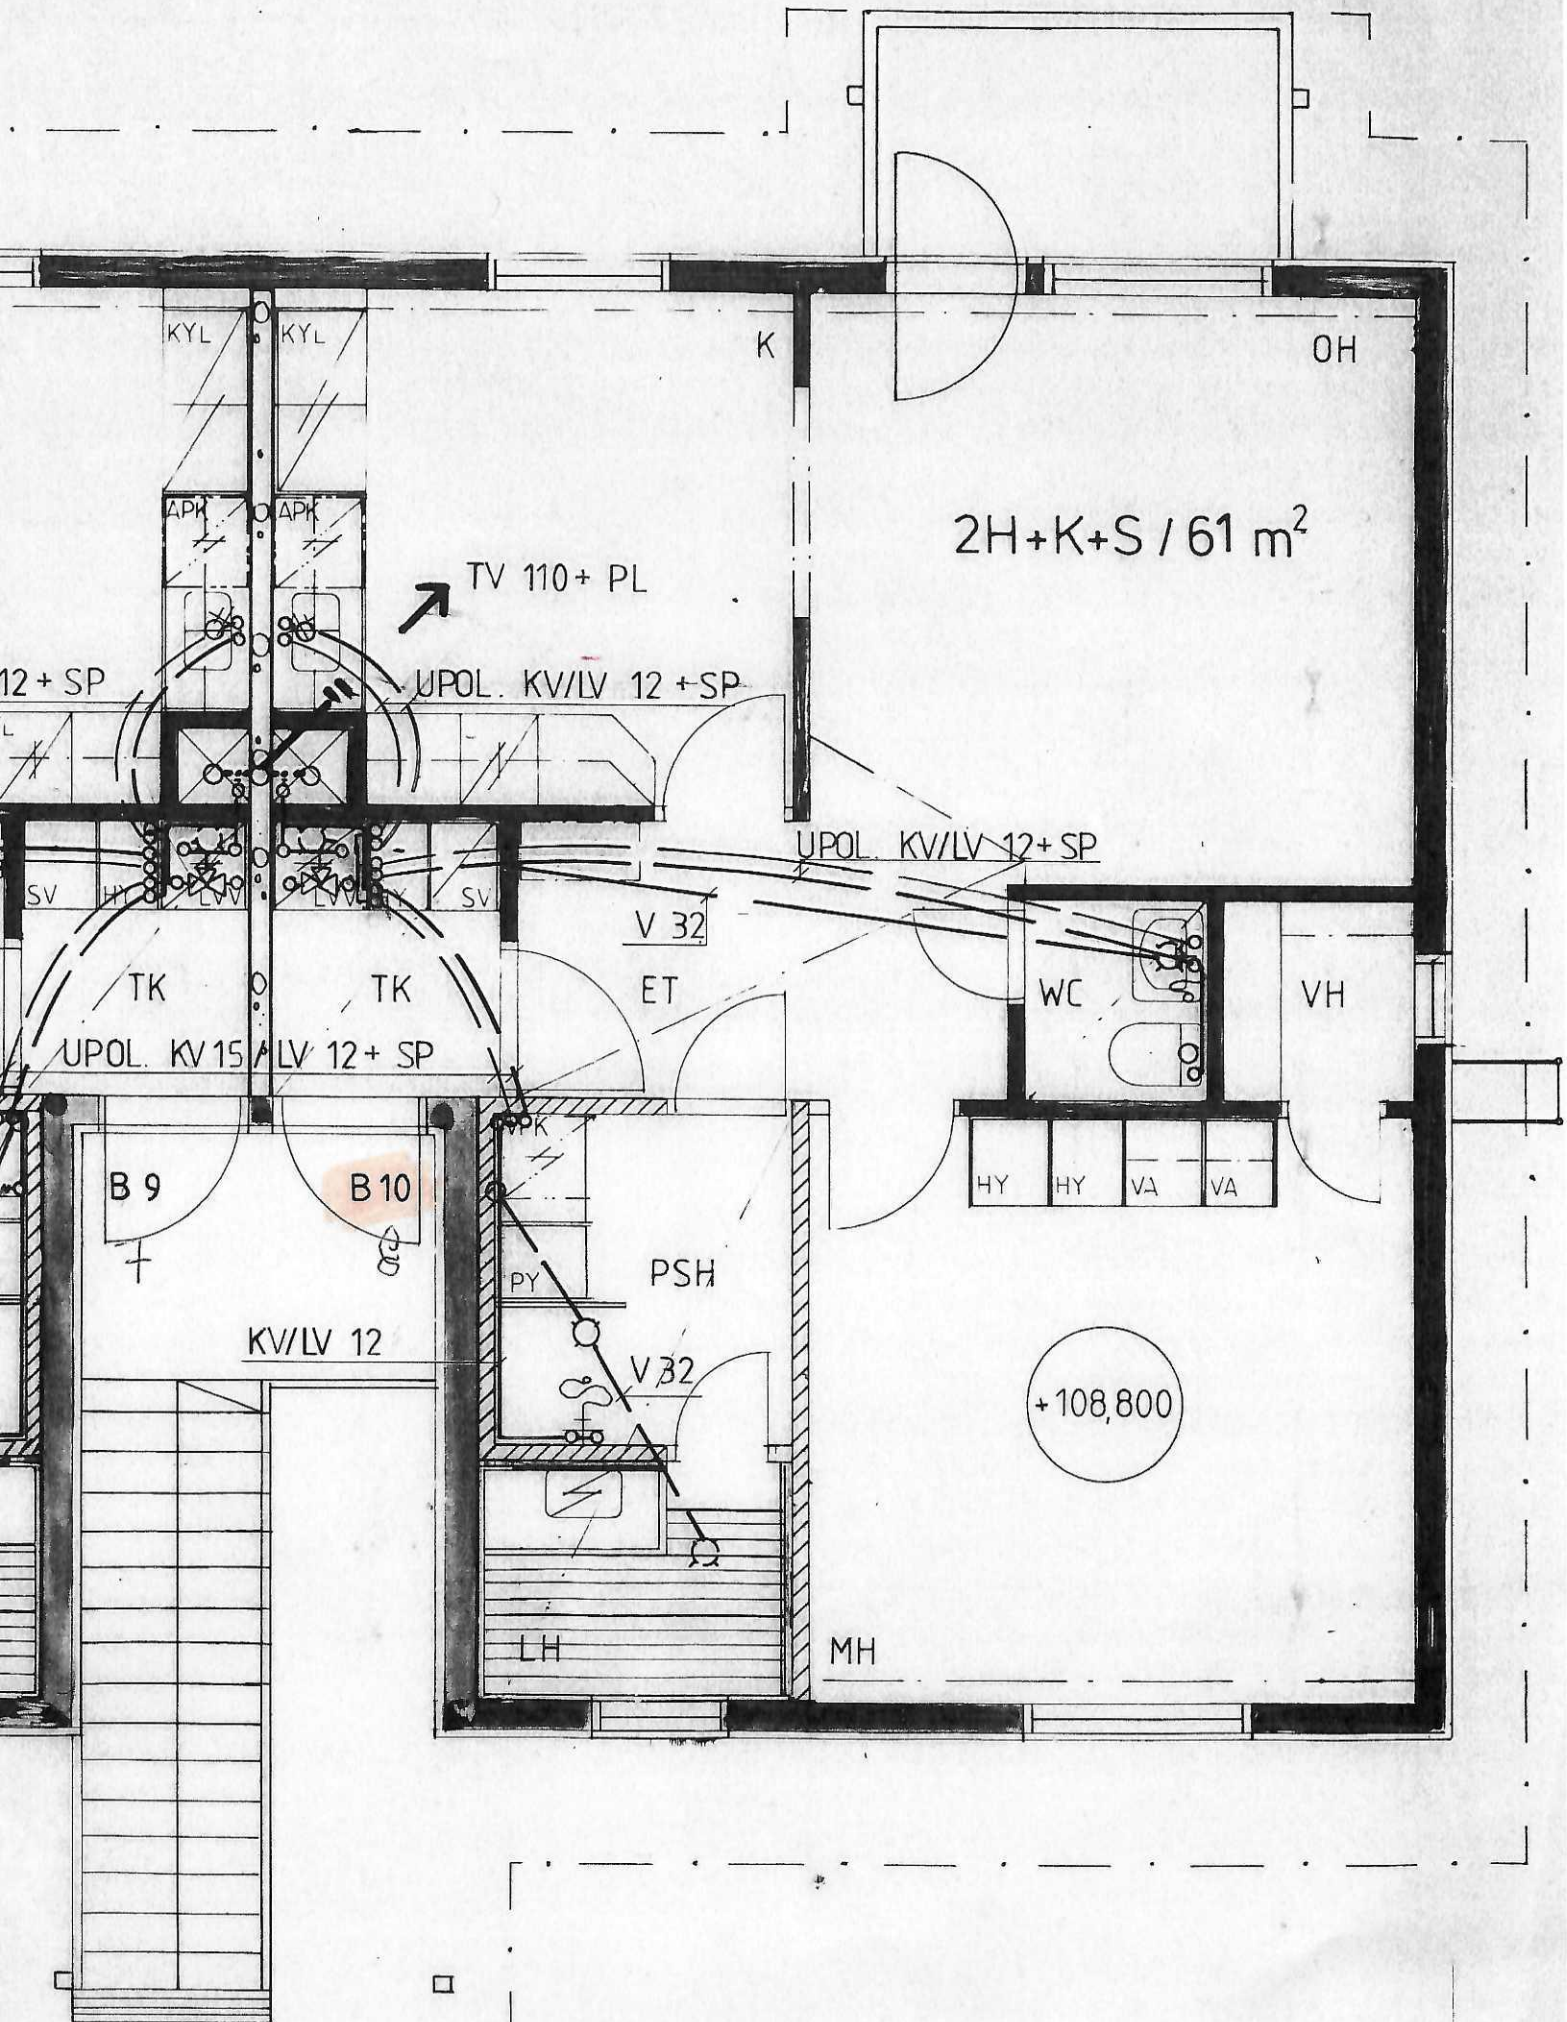 KYL
KYL
K
OH
APK
APK
2H+K+S / 61 m²
TV 110+ PL
12 + SP
UPOL. KV/LV 12 + SP
L
UPOL. KV/LV 12+ SP
SV
HY
LVV
LVV
HY
SV
V 32
TK
TK
ET
WC
VH
UPOL. KV 15 / LV 12+ SP
VPK
B 9
B 10
HY
HY
VA
VA
PY
PSH
KV/LV 12
V 32
+108,800
LH
MH